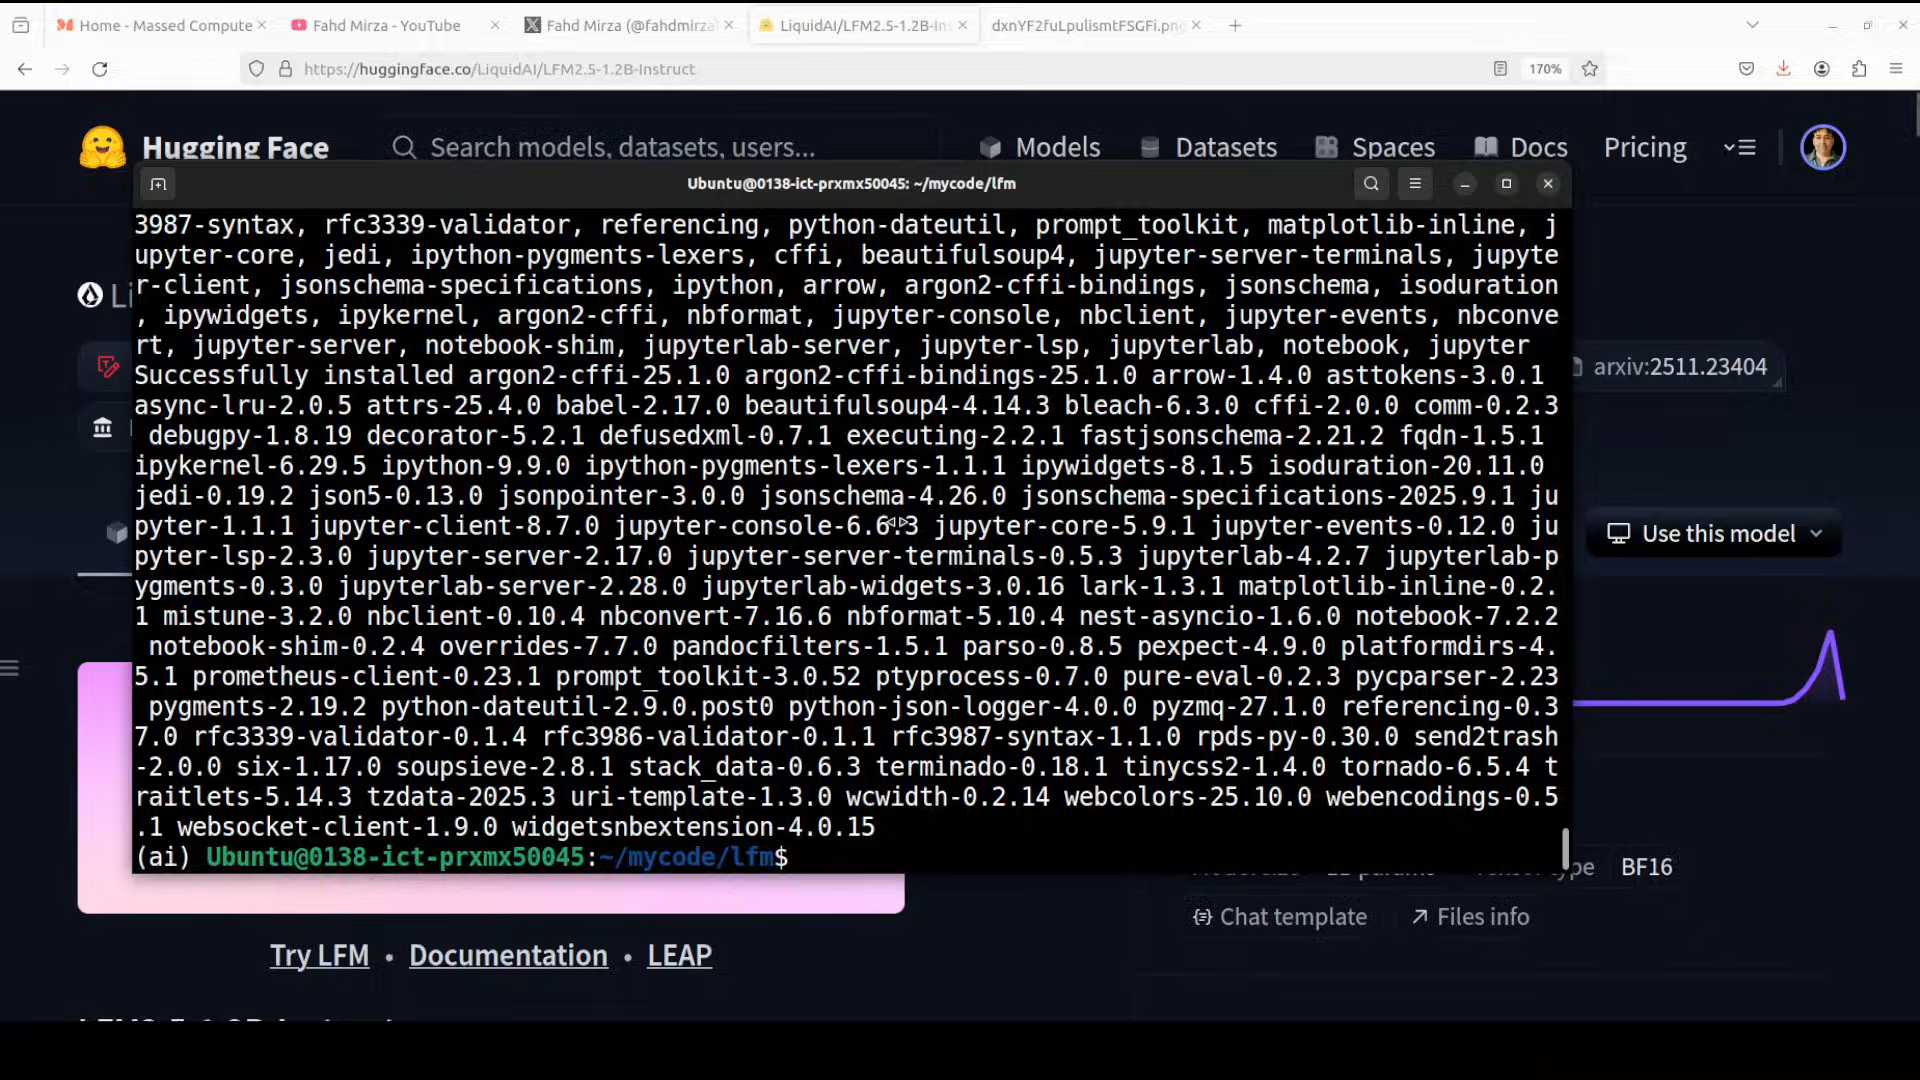 Home - Massed Compute
Fahd Mirza - YouTube
Fahd Mirza (@fahdmirza
LiquidAI/LFM2.5-1.2B-Ins
dxnYF2fuLpulismtFSGFi.png
https://huggingface.co/LiquidAI/LFM2.5-1.2B-Instruct
170%
Hugging Face
Search models, datasets, users...
Models
Datasets
Spaces
Docs
Pricing
Ubuntu@0138-ict-prxmx50045: ~/mycode/lfm
3987-syntax, rfc3339-validator, referencing, python-dateutil, prompt_toolkit, matplotlib-inline, j
upyter-core, jedi, ipython-pygments-lexers, cffi, beautifulsoup4, jupyter-server-terminals, jupyte
r-client, jsonschema-specifications, ipython, arrow, argon2-cffi-bindings, jsonschema, isoduration
, ipywidgets, ipykernel, argon2-cffi, nbformat, jupyter-console, nbclient, jupyter-events, nbconve
rt, jupyter-server, notebook-shim, jupyterlab-server, jupyter-lsp, jupyterlab, notebook, jupyter
Successfully installed argon2-cffi-25.1.0 argon2-cffi-bindings-25.1.0 arrow-1.4.0 asttokens-3.0.1
async-lru-2.0.5 attrs-25.4.0 babel-2.17.0 beautifulsoup4-4.14.3 bleach-6.3.0 cffi-2.0.0 comm-0.2.3
debugpy-1.8.19 decorator-5.2.1 defusedxml-0.7.1 executing-2.2.1 fastjsonschema-2.21.2 fqdn-1.5.1
ipykernel-6.29.5 ipython-9.9.0 ipython-pygments-lexers-1.1.1 ipywidgets-8.1.5 isoduration-20.11.0
jedi-0.19.2 json5-0.13.0 jsonpointer-3.0.0 jsonschema-4.26.0 jsonschema-specifications-2025.9.1 ju
pyter-1.1.1 jupyter-client-8.7.0 jupyter-console-6.6.3 jupyter-core-5.9.1 jupyter-events-0.12.0 ju
pyter-lsp-2.3.0 jupyter-server-2.17.0 jupyter-server-terminals-0.5.3 jupyterlab-4.2.7 jupyterlab-p
ygments-0.3.0 jupyterlab-server-2.28.0 jupyterlab-widgets-3.0.16 lark-1.3.1 matplotlib-inline-0.2.
1 mistune-3.2.0 nbclient-0.10.4 nbconvert-7.16.6 nbformat-5.10.4 nest-asyncio-1.6.0 notebook-7.2.2
notebook-shim-0.2.4 overrides-7.7.0 pandocfilters-1.5.1 parso-0.8.5 pexpect-4.9.0 platformdirs-4.
5.1 prometheus-client-0.23.1 prompt_toolkit-3.0.52 ptyprocess-0.7.0 pure-eval-0.2.3 pycparser-2.23
pygments-2.19.2 python-dateutil-2.9.0.post0 python-json-logger-4.0.0 pyzmq-27.1.0 referencing-0.3
7.0 rfc3339-validator-0.1.4 rfc3986-validator-0.1.1 rfc3987-syntax-1.1.0 rpds-py-0.30.0 send2trash
-2.0.0 six-1.17.0 soupsieve-2.8.1 stack_data-0.6.3 terminado-0.18.1 tinycss2-1.4.0 tornado-6.5.4 t
raitlets-5.14.3 tzdata-2025.3 uri-template-1.3.0 wcwidth-0.2.14 webcolors-25.10.0 webencodings-0.5
.1 websocket-client-1.9.0 widgetsnbextension-4.0.15
(ai) Ubuntu@0138-ict-prxmx50045:~/mycode/lfm$
Li
arxiv:2511.23404
Use this model
BF16
Chat template
Files info
Try LFM • Documentation • LEAP